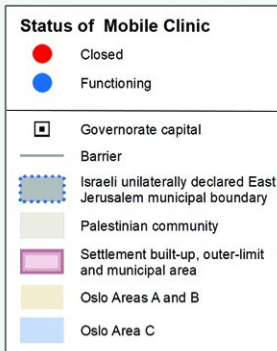 Status of Mobile Clinic
Closed
Functioning
Governorate capital
Barrier
Israeli unilaterally declared East
Jerusalem municipal boundary
Palestinian community
Settlement built-up, outer-limit
and municipal area
Oslo Areas A and B
Oslo Area C